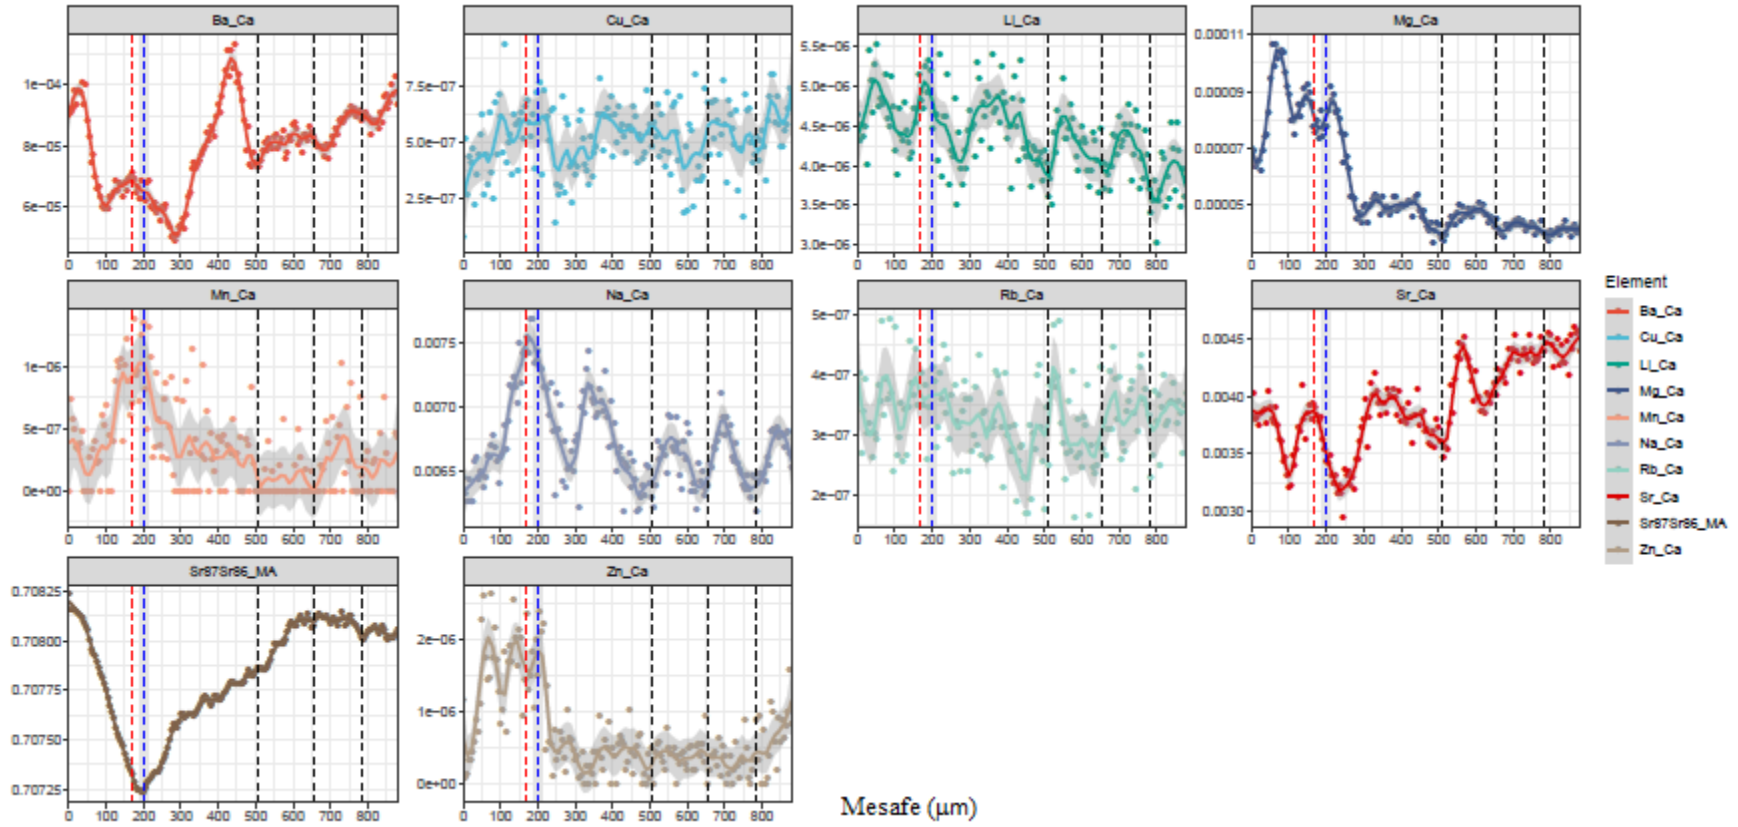 Ba_Ca
1e-04
8e-05
6e-05
0 100 200 300 400 500 600 700 800
Cu_Ca
7.5e-07
5.0e-07
2.5e-07
0 100 200 300 400 500 600 700 800
Li_Ca
5.5e-06
5.0e-06
4.5e-06
4.0e-06
3.5e-06
3.0e-06
0 100 200 300 400 500 600 700 800
Mg_Ca
0.00011
0.00009
0.00007
0.00005
0 100 200 300 400 500 600 700 800
Mn_Ca
1e-06
5e-07
0e+00
0 100 200 300 400 500 600 700 800
Na_Ca
0.0075
0.0070
0.0065
0 100 200 300 400 500 600 700 800
Rb_Ca
5e-07
4e-07
3e-07
2e-07
0 100 200 300 400 500 600 700 800
Sr_Ca
0.0045
0.0040
0.0035
0.0030
0 100 200 300 400 500 600 700 800
Sr87Sr86_MA
0.70825
0.70800
0.70775
0.70750
0.70725
0 100 200 300 400 500 600 700 800
Zn_Ca
2e-06
1e-06
0e+00
0 100 200 300 400 500 600 700 800
Mesafe (µm)
Element
Ba_Ca
Cu_Ca
Li_Ca
Mg_Ca
Mn_Ca
Na_Ca
Rb_Ca
Sr_Ca
Sr87Sr86_MA
Zn_Ca